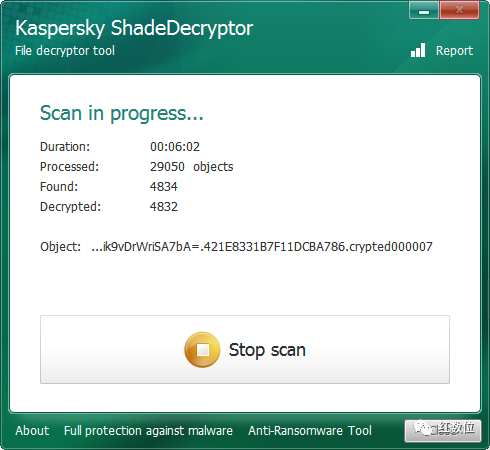 Kaspersky ShadeDecryptor
File decryptor tool
Report
Scan in progress...
Duration: 00:06:02
Processed: 29050 objects
Found: 4834
Decrypted: 4832
Object: ...ik9vDrWriSA7bA=.421E8331B7F11DCBA786.crypted000007
Stop scan
About Full protection against malware Anti-Ransomware Tool
红数位